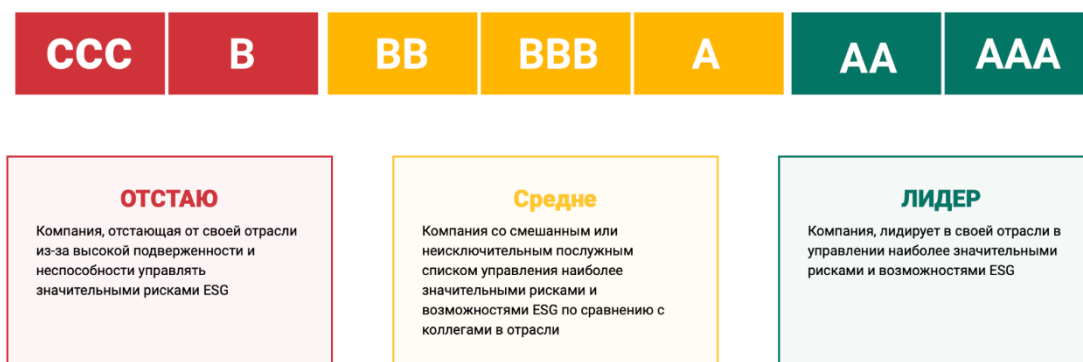 CCC B BB BBB A AA AAA
ОТСТАЮ
Компания, отстающая от своей отрасли
из-за высокой подверженности и
неспособности управлять
значительными рисками ESG
Средне
Компания со смешанным или
неисключительным послужным
списком управления наиболее
значительными рисками и
возможностями ESG по сравнению с
коллегами в отрасли
ЛИДЕР
Компания, лидирует в своей отрасли в
управлении наиболее значительными
рисками и возможностями ESG